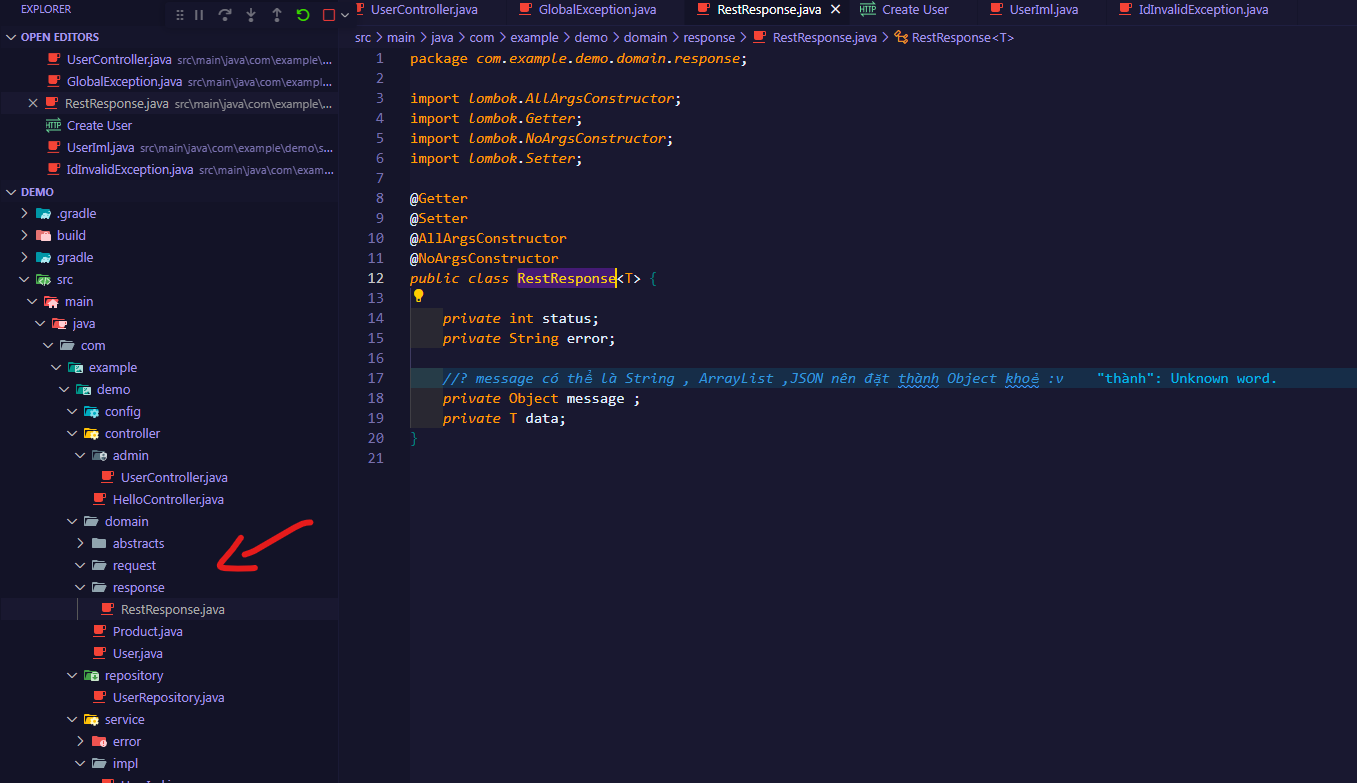 EXPLORER
OPEN EDITORS
UserController.java src\main\java\com\example\...
GlobalException.java src\main\java\com\exampl...
RestResponse.java src\main\java\com\example\...
HTTP Create User
UserIml.java src\main\java\com\example\demo\s...
IdInvalidException.java src\main\java\com\exam...
DEMO
.gradle
build
gradle
src
main
java
com
example
demo
config
controller
admin
UserController.java
HelloController.java
domain
abstracts
request
response
RestResponse.java
Product.java
User.java
repository
UserRepository.java
service
error
impl
UserController.java GlobalException.java RestResponse.java HTTP Create User UserIml.java IdInvalidException.java
src > main > java > com > example > demo > domain > response > RestResponse.java > RestResponse<T>
1 package com.example.demo.domain.response;
2
3 import lombok.AllArgsConstructor;
4 import lombok.Getter;
5 import lombok.NoArgsConstructor;
6 import lombok.Setter;
7
8 @Getter
9 @Setter
10 @AllArgsConstructor
11 @NoArgsConstructor
12 public class RestResponse<T> {
13
14 private int status;
15 private String error;
16
17 //? message có thể là String , ArrayList ,JSON nên đặt thành Object khoẻ :v "thành": Unknown word.
18 private Object message ;
19 private T data;
20 }
21